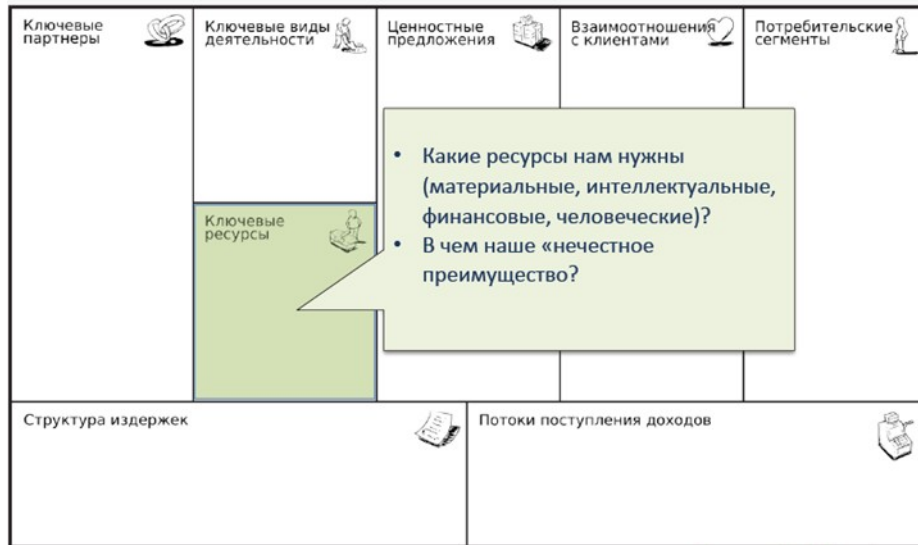 Ключевые
партнеры
Ключевые виды
деятельности
Ценностные
предложения
Взаимоотношения
с клиентами
Потребительские
сегменты
• Какие ресурсы нам нужны
(материальные, интеллектуальные,
финансовые, человеческие)?
• В чем наше «нечестное
преимущество?
Ключевые
ресурсы
Структура издержек
Потоки поступления доходов